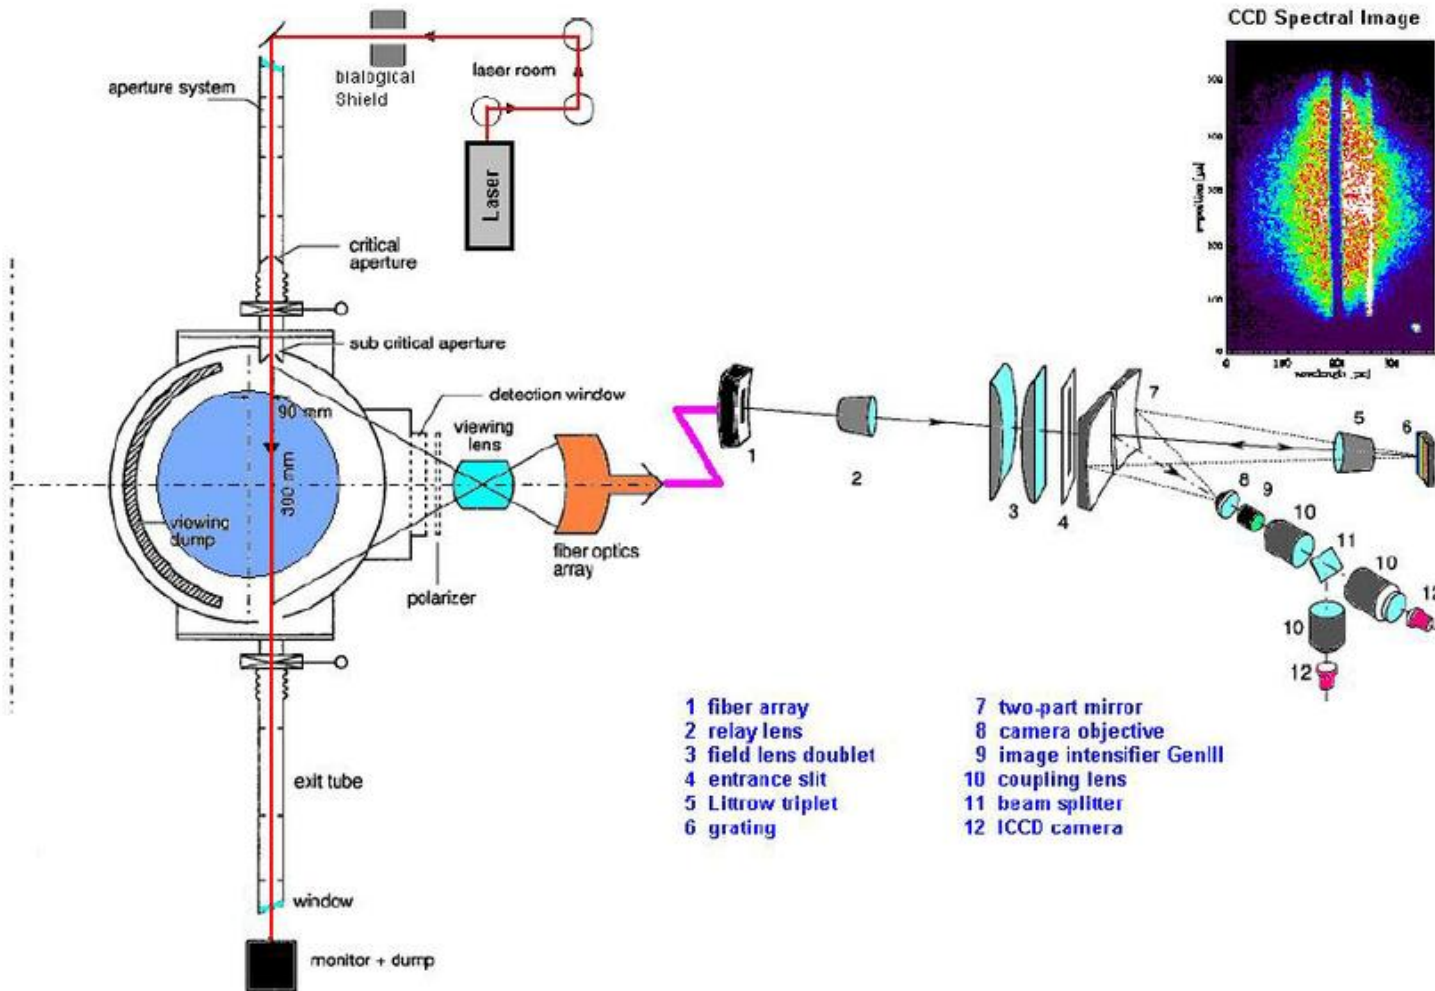 CCD Spectral Image
aperture system
bialogical
Shield
laser room
Laser
critical
aperture
sub critical aperture
90 mm
detection window
viewing
lens
viewing
dump
fiber optics
array
polarizer
exit tube
window
monitor + dump
1
2
3
4
7
5
6
8
9
10
11
10
12
10
12
1 fiber array
2 relay lens
3 field lens doublet
4 entrance slit
5 Littrow triplet
6 grating
7 two-part mirror
8 camera objective
9 image intensifier GenIII
10 coupling lens
11 beam splitter
12 ICCD camera